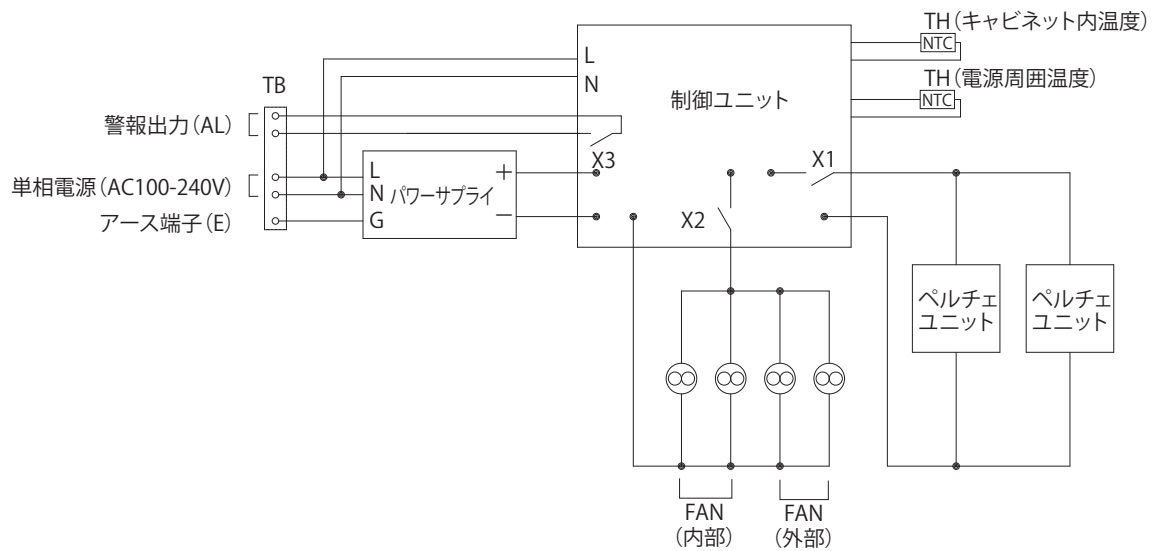 TH(キャビネット内温度)
NTC
TH(電源周囲温度)
NTC
L
N
制御ユニット
TB
警報出力(AL)
X3
X1
単相電源(AC100-240V)
L
N
パワーサプライ
+
−
アース端子(E)
G
X2
ペルチェ
ユニット
ペルチェ
ユニット
FAN
(内部)
FAN
(外部)